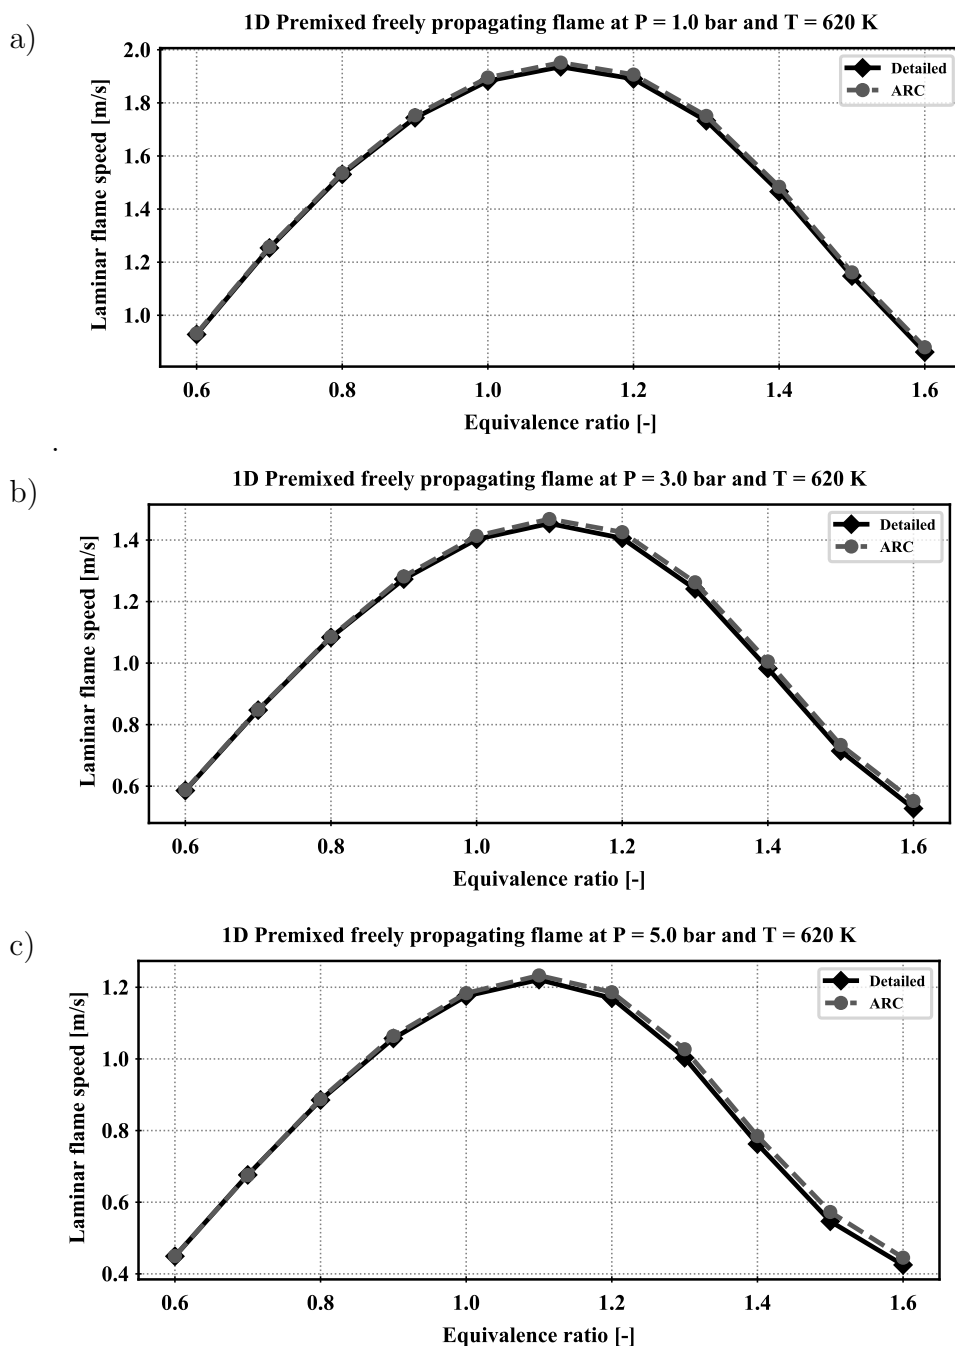 a)
1D Premixed freely propagating flame at P = 1.0 bar and T = 620 K
Laminar flame speed [m/s]
2.0
1.8
1.6
1.4
1.2
1.0
Detailed
ARC
0.6 0.8 1.0 1.2 1.4 1.6
Equivalence ratio [-]
.
b)
1D Premixed freely propagating flame at P = 3.0 bar and T = 620 K
Laminar flame speed [m/s]
1.4
1.2
1.0
0.8
0.6
Detailed
ARC
0.6 0.8 1.0 1.2 1.4 1.6
Equivalence ratio [-]
c)
1D Premixed freely propagating flame at P = 5.0 bar and T = 620 K
Laminar flame speed [m/s]
1.2
1.0
0.8
0.6
0.4
Detailed
ARC
0.6 0.8 1.0 1.2 1.4 1.6
Equivalence ratio [-]